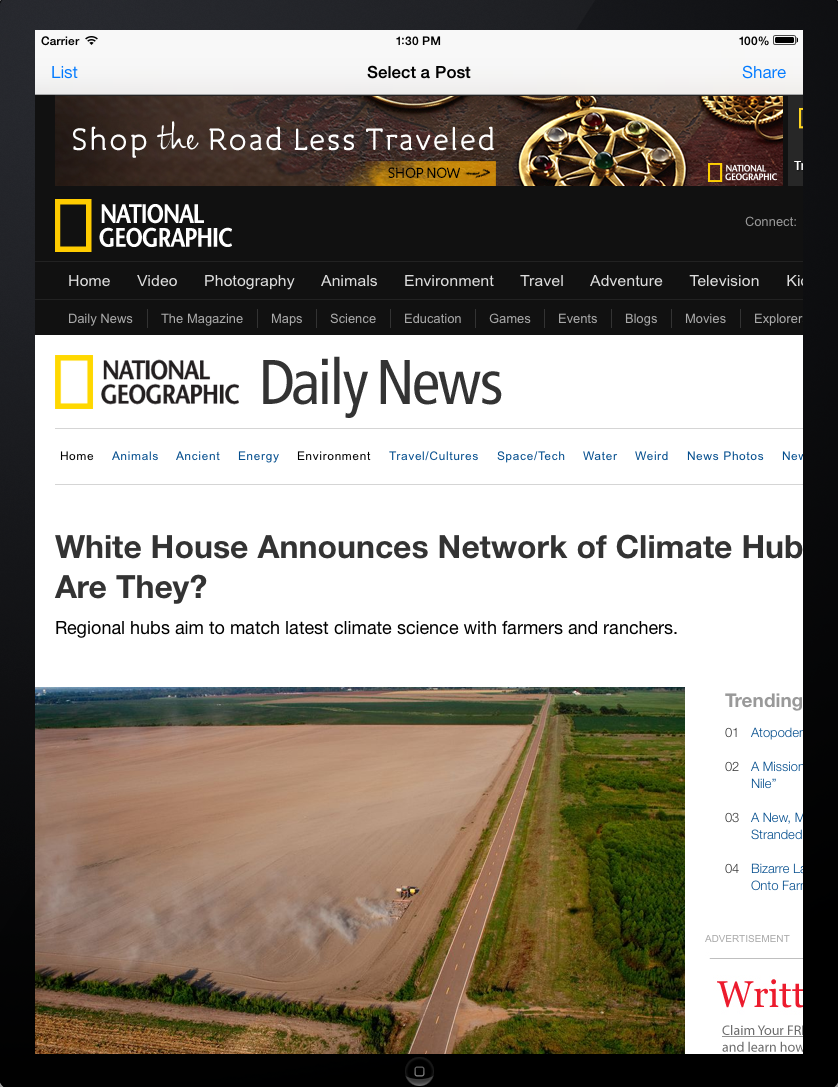 Carrier 1:30 PM 100%
List Select a Post Share
Shop the Road Less Traveled
SHOP NOW
NATIONAL
GEOGRAPHIC
NATIONAL
GEOGRAPHIC
Connect:
Home Video Photography Animals Environment Travel Adventure Television
Daily News The Magazine Maps Science Education Games Events Blogs Movies Explorer
NATIONAL
GEOGRAPHIC
Daily News
Home Animals Ancient Energy Environment Travel/Cultures Space/Tech Water Weird News Photos
White House Announces Network of Climate Hub
Are They?
Regional hubs aim to match latest climate science with farmers and ranchers.
Trending
01 Atopoder
02 A Mission
Nile”
03 A New, M
Stranded
04 Bizarre La
Onto Farr
ADVERTISEMENT
Writt
Claim Your FR
and learn how